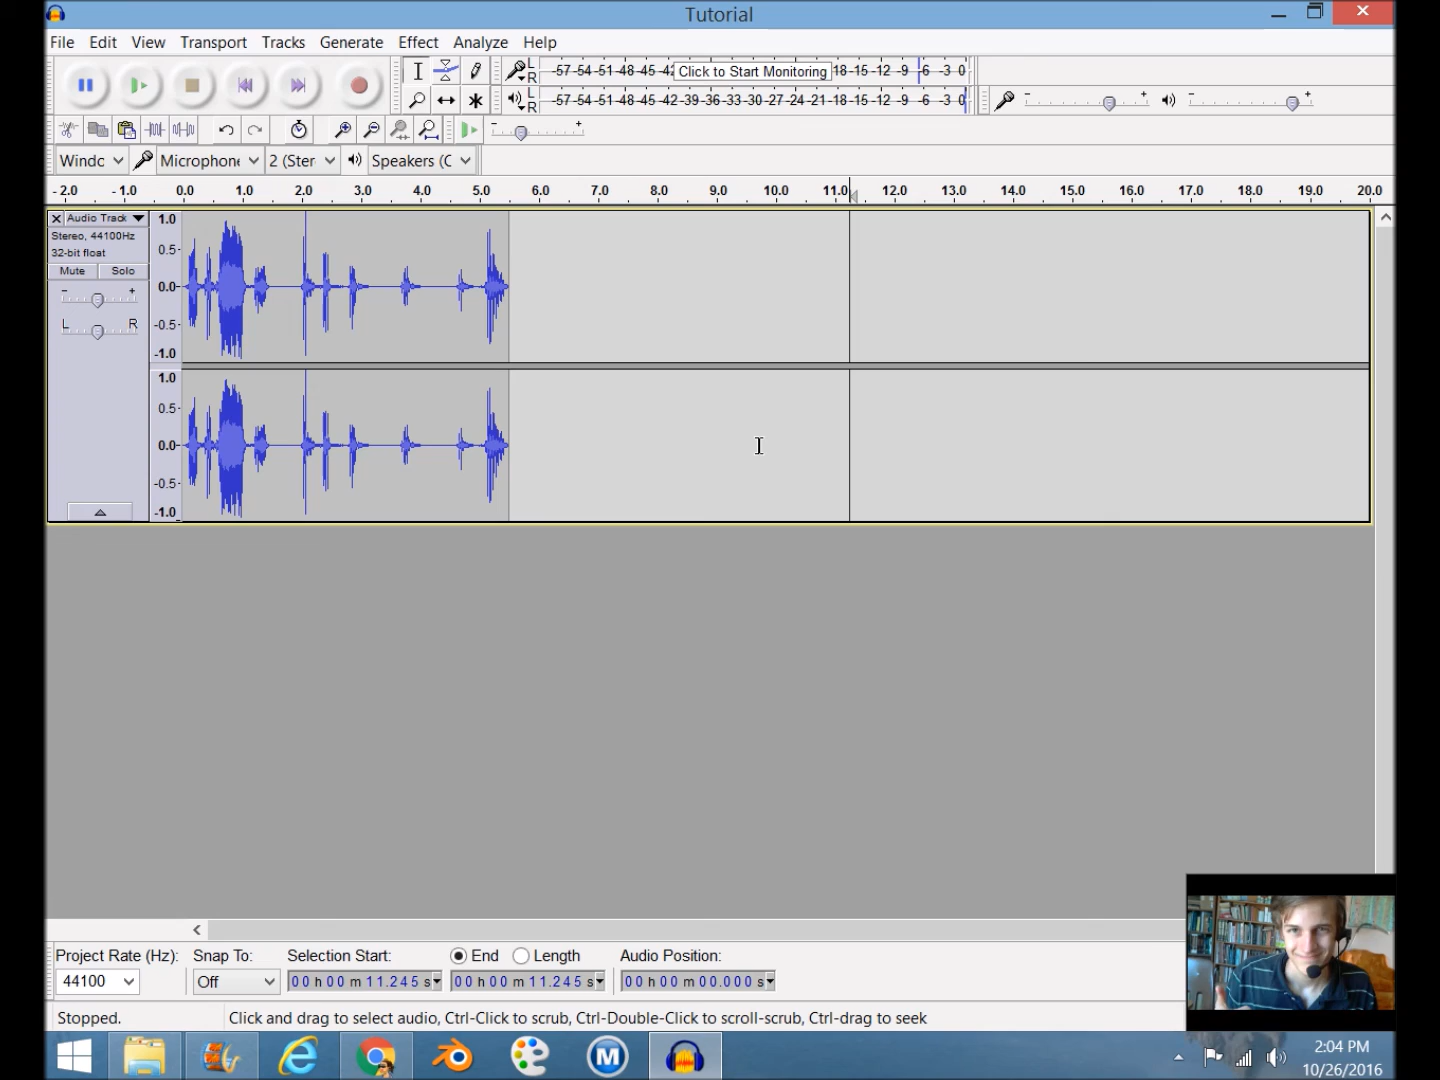 Tutorial
File Edit View Transport Tracks Generate Effect Analyze Help
L R -57 -54 -51 -48 -45 -42 Click to Start Monitoring -18 -15 -12 -9 -6 -3 0
L R -57 -54 -51 -48 -45 -42 -39 -36 -33 -30 -27 -24 -21 -18 -15 -12 -9 -6 -3 0 - + - +
- +
Windo Microphone 2 (Ster Speakers (C
-2.0 -1.0 0.0 1.0 2.0 3.0 4.0 5.0 6.0 7.0 8.0 9.0 10.0 11.0 12.0 13.0 14.0 15.0 16.0 17.0 18.0 19.0 20.0
Audio Track 1.0
Stereo, 44100Hz
32-bit float 0.5
Mute Solo
- + 0.0
L R -0.5
-1.0
1.0
0.5
0.0
-0.5
-1.0
Project Rate (Hz): Snap To: Selection Start: End Length Audio Position:
44100 Off 00 h 00 m 11.245 s 00 h 00 m 11.245 s 00 h 00 m 00.000 s
Stopped. Click and drag to select audio, Ctrl-Click to scrub, Ctrl-Double-Click to scroll-scrub, Ctrl-drag to seek
M
2:04 PM
10/26/2016